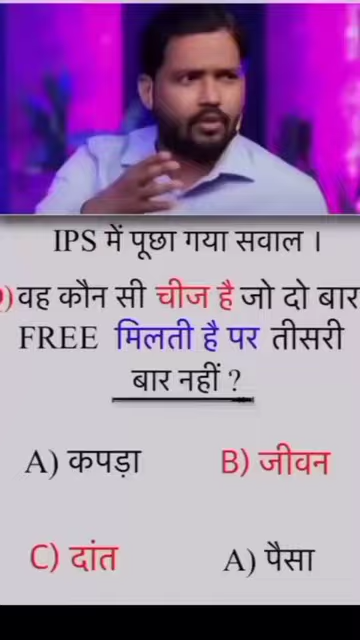 IPS में पूछा गया सवाल ।
)वह कौन सी चीज है जो दो बार
FREE मिलती है पर तीसरी
बार नहीं ?
A) कपड़ा B) जीवन
C) दांत A) पैसा